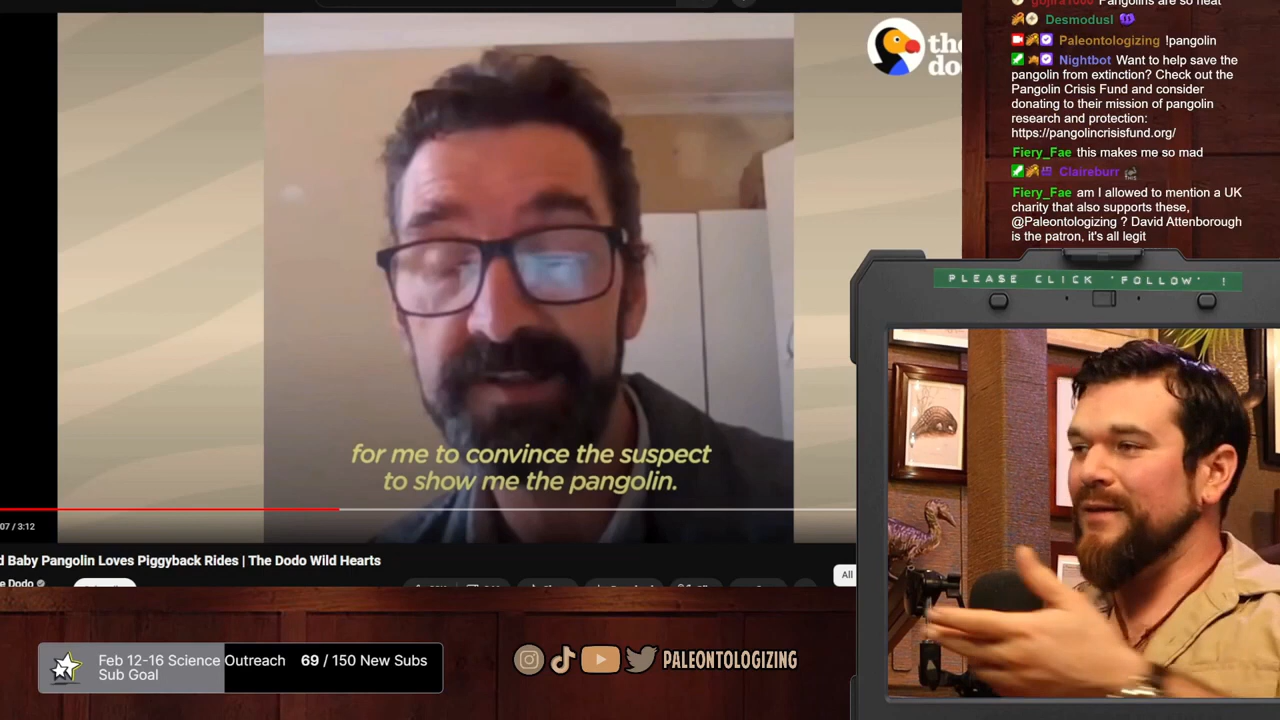 the
do
for me to convince the suspect
to show me the pangolin.
07 / 3:12
d Baby Pangolin Loves Piggyback Rides | The Dodo Wild Hearts
e Dodo
All
gojira1000 Pangolins are so neat
Desmodusl
Paleontologizing !pangolin
Nightbot Want to help save the
pangolin from extinction? Check out the
Pangolin Crisis Fund and consider
donating to their mission of pangolin
research and protection:
https://pangolincrisisfund.org/
Fiery_Fae this makes me so mad
Claireburr
Fiery_Fae am I allowed to mention a UK
charity that also supports these,
@Paleontologizing ? David Attenborough
is the patron, it's all legit
PLEASE CLICK 'FOLLOW' !
Feb 12-16 Science Outreach 69 / 150 New Subs
Sub Goal
PALEONTOLOGIZING